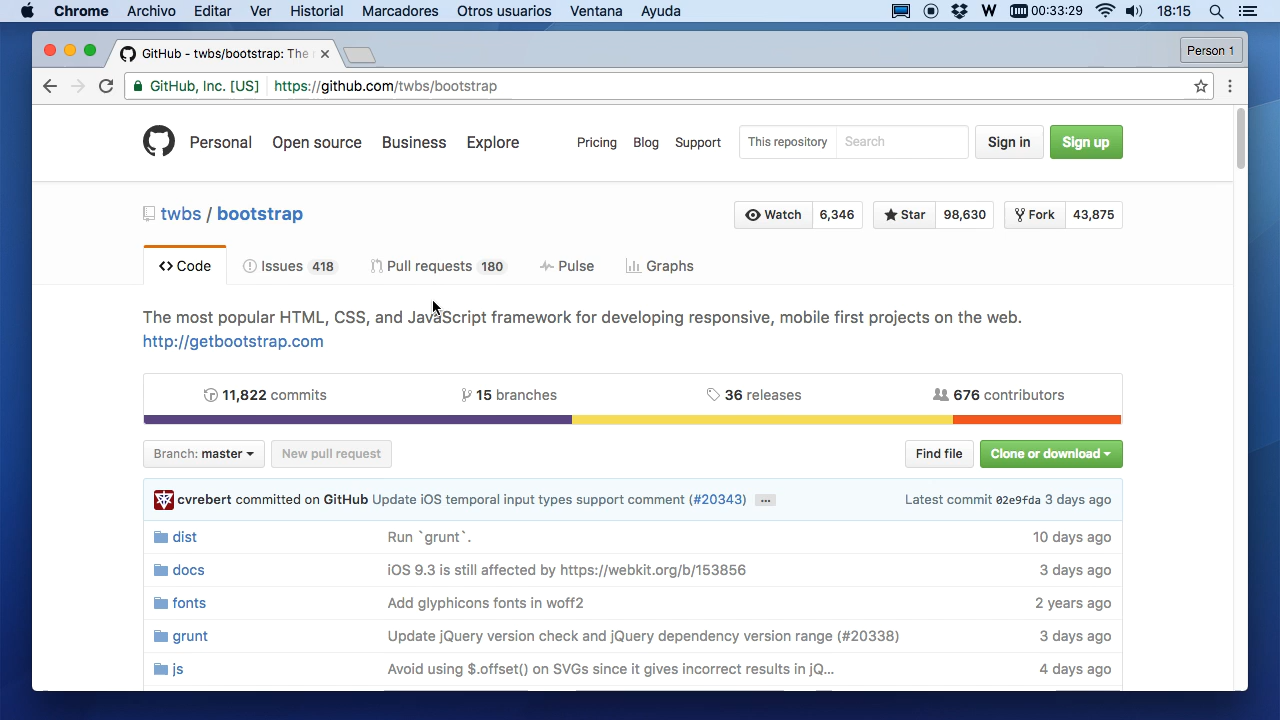 Chrome Archivo Editar Ver Historial Marcadores Otros usuarios Ventana Ayuda W 00:33:29 18:15
GitHub - twbs/bootstrap: The Person 1
GitHub, Inc. [US] https://github.com/twbs/bootstrap
Personal Open source Business Explore Pricing Blog Support This repository Search Sign in Sign up
twbs / bootstrap Watch 6,346 Star 98,630 Fork 43,875
<> Code Issues 418 Pull requests 180 Pulse Graphs
The most popular HTML, CSS, and JavaScript framework for developing responsive, mobile first projects on the web.
http://getbootstrap.com
11,822 commits 15 branches 36 releases 676 contributors
Branch: master New pull request Find file Clone or download
cvrebert committed on GitHub Update iOS temporal input types support comment (#20343) ... Latest commit 02e9fda 3 days ago
dist Run `grunt`. 10 days ago
docs iOS 9.3 is still affected by https://webkit.org/b/153856 3 days ago
fonts Add glyphicons fonts in woff2 2 years ago
grunt Update jQuery version check and jQuery dependency version range (#20338) 3 days ago
js Avoid using $.offset() on SVGs since it gives incorrect results in jQ... 4 days ago